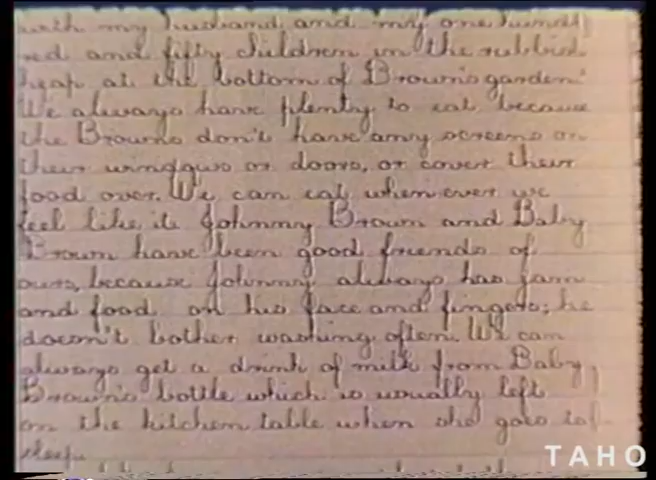 with my husband and my one hund
red and fifty children in the rubbish
heap at the bottom of Brown's garden.
We always have plenty to eat because
the Browns don't have any screens on
their windows or doors, or cover their
food over. We can eat whenever we
feel like it. Johnny Brown and Baby
Brown have been good friends of
ours, because Johnny always has jam
and food on his face and fingers; he
doesn't bother washing often. We can
always get a drink of milk from Baby
Brown's bottle which is usually left
on the kitchen table when she goes to
sleep.
TAHO